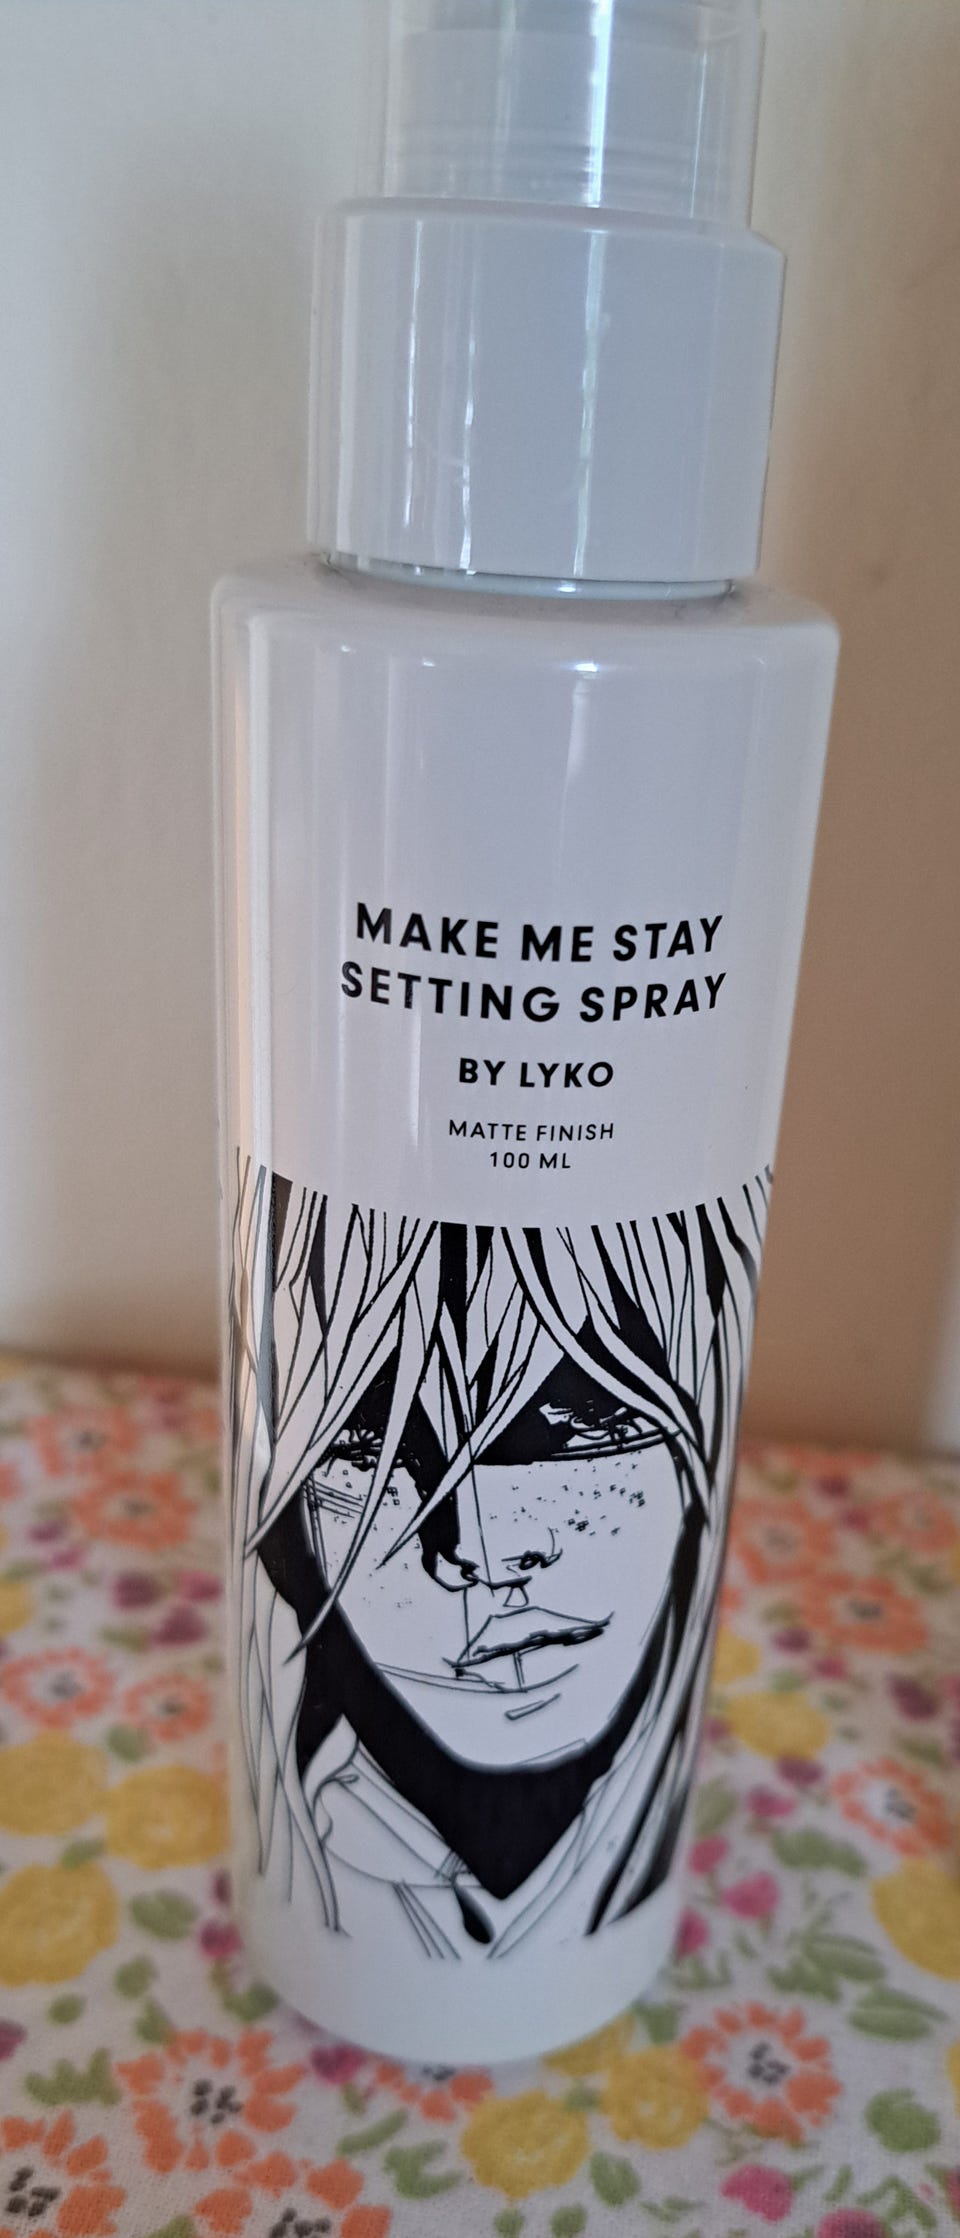 MAKE ME STAY
SETTING SPRAY
BY LYKO
MATTE FINISH
100 ML